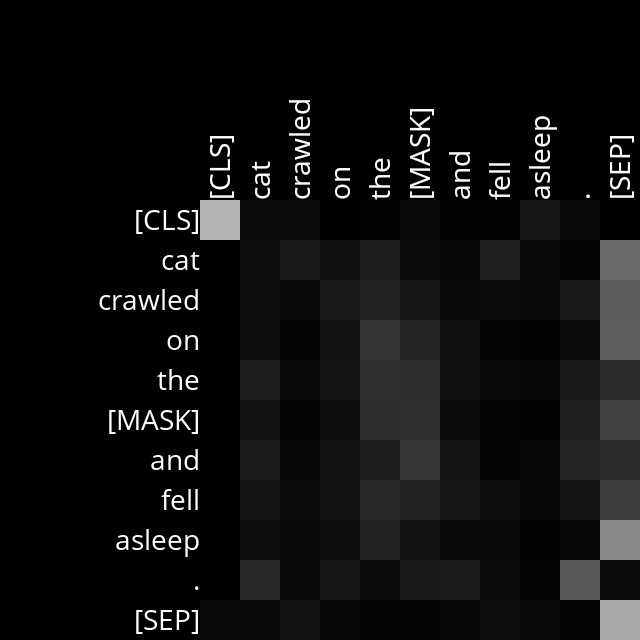 [CLS] cat crawled on the [MASK] and fell asleep . [SEP]
[CLS]
cat
crawled
on
the
[MASK]
and
fell
asleep
.
[SEP]